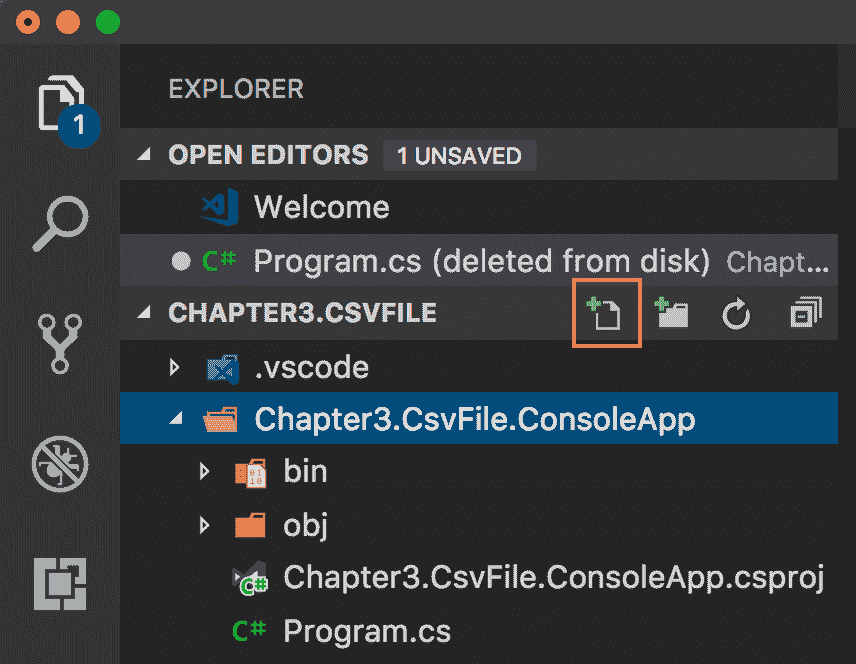 EXPLORER
1
OPEN EDITORS 1 UNSAVED
Welcome
C# Program.cs (deleted from disk) Chapt...
CHAPTER3.CSVFILE
.vscode
Chapter3.CsvFile.ConsoleApp
bin
obj
C# Chapter3.CsvFile.ConsoleApp.csproj
C# Program.cs